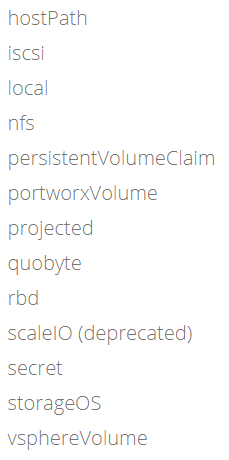 hostPath
iscsi
local
nfs
persistentVolumeClaim
portworxVolume
projected
quobyte
rbd
scaleIO (deprecated)
secret
storageOS
vsphereVolume